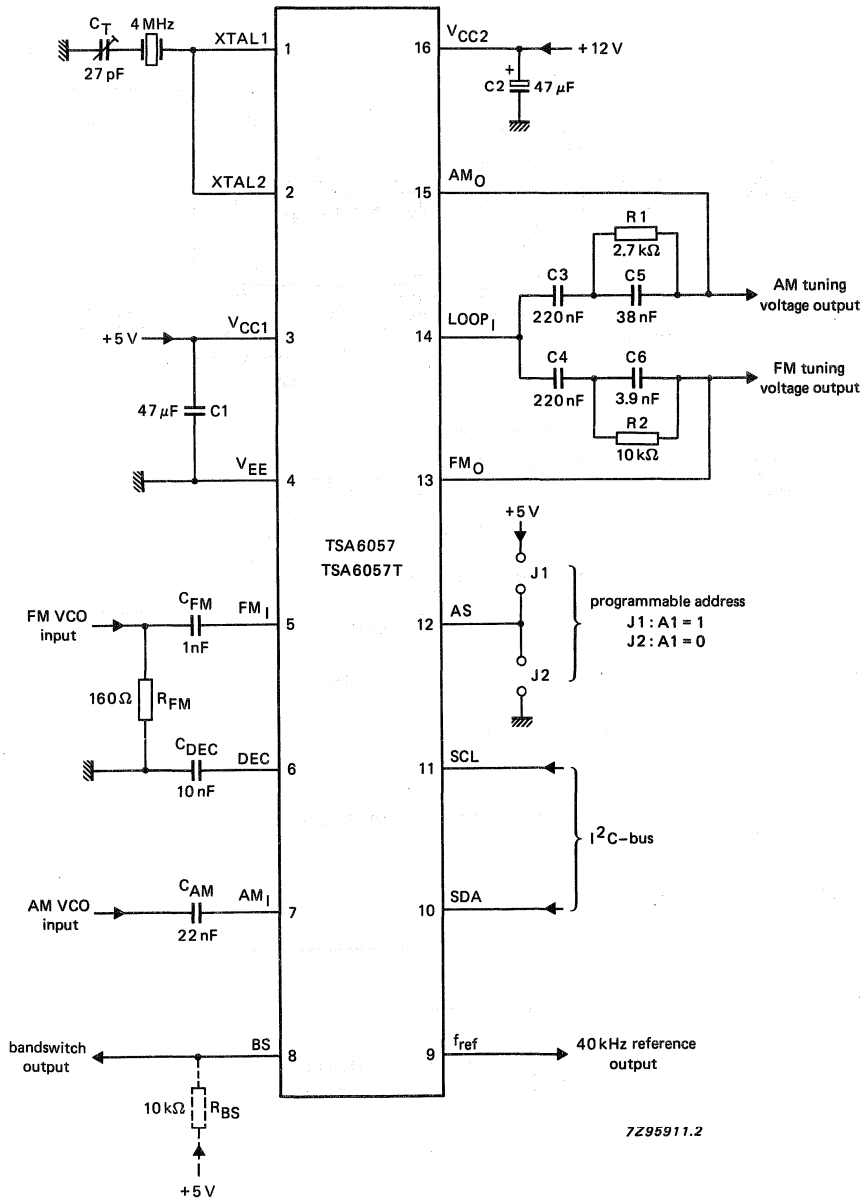 C_T
4 MHz
27 pF
XTAL1
1
XTAL2
2
+5 V
V_CC1
3
47 μF
C1
V_EE
4
FM VCO
input
C_FM
1nF
FM_I
5
160 Ω
R_FM
C_DEC
10 nF
DEC
6
AM VCO
input
C_AM
22 nF
AM_I
7
bandswitch
output
BS
8
10 kΩ
R_BS
+5 V
TSA6057
TSA6057T
16
V_CC2
+12 V
+
C2
47 μF
15
AM_O
R1
2.7 kΩ
C3
220 nF
C5
38 nF
AM tuning
voltage output
14
LOOP_I
C4
220 nF
C6
3.9 nF
R2
10 kΩ
FM tuning
voltage output
13
FM_O
+5 V
J1
12
AS
J2
programmable address
J1 : A1 = 1
J2 : A1 = 0
11
SCL
I²C-bus
10
SDA
9
f_ref
40 kHz reference
output
7Z95911.2